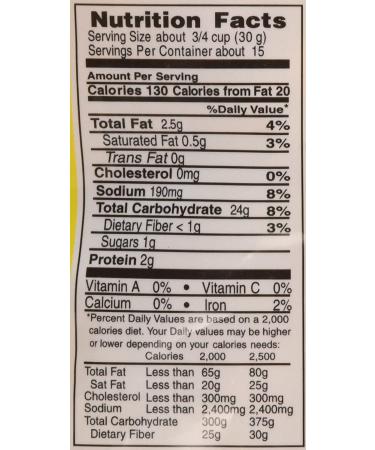 Nutrition Facts
Serving Size about 3/4 cup (30 g)
Servings Per Container about 15
Amount Per Serving
Calories 130 Calories from Fat 20
%Daily Value*
Total Fat 2.5g 4%
Saturated Fat 0.5g 3%
Trans Fat 0g
Cholesterol 0mg 0%
Sodium 190mg 8%
Total Carbohydrate 24g 8%
Dietary Fiber < 1g 3%
Sugars 1g
Protein 2g
Vitamin A 0% • Vitamin C 0%
Calcium 0% • Iron 2%
*Percent Daily Values are based on a 2,000
calories diet. Your Daily values may be higher
or lower depending on your calories needs:
Calories 2,000 2,500
Total Fat Less than 65g 80g
Sat Fat Less than 20g 25g
Cholesterol Less than 300mg 300mg
Sodium Less than 2,400mg 2,400mg
Total Carbohydrate 300g 375g
Dietary Fiber 25g 30g